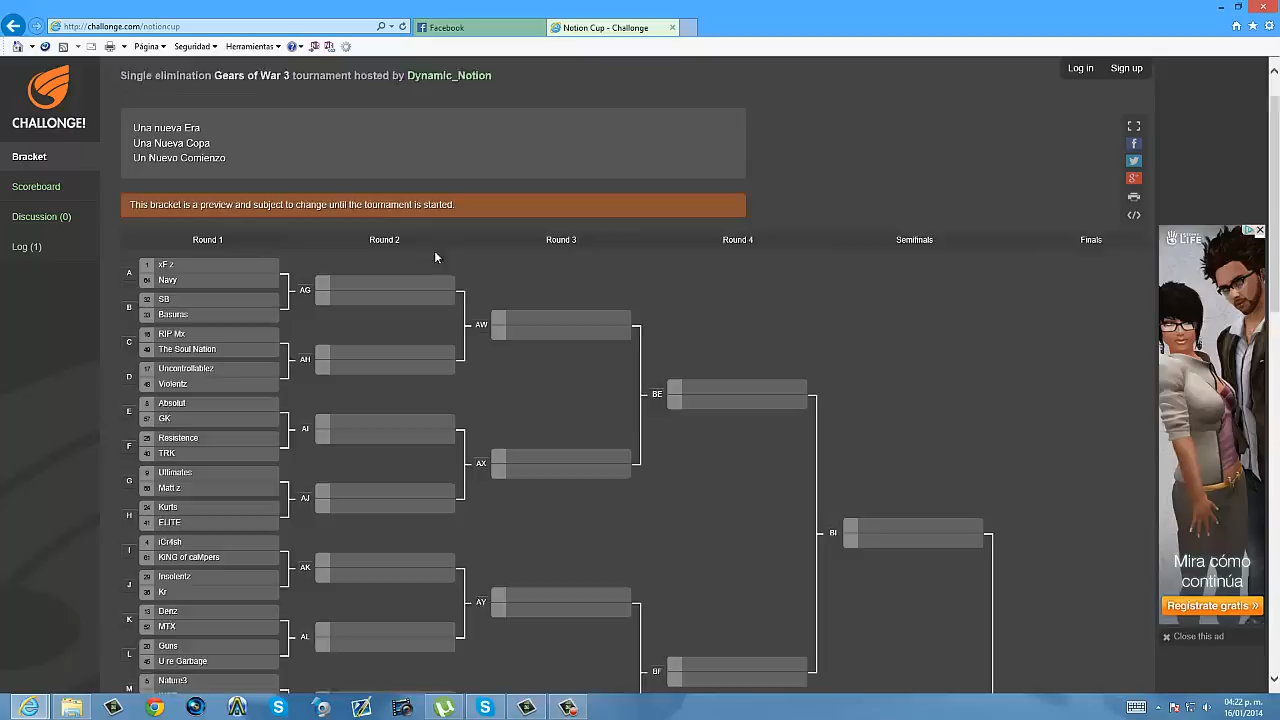 http://challonge.com/notioncup
Facebook
Notion Cup - Challonge
Página
Seguridad
Herramientas
Single elimination Gears of War 3 tournament hosted by Dynamic_Notion
Log in
Sign up
CHALLONGE!
Bracket
Scoreboard
Discussion (0)
Log (1)
Una nueva Era
Una Nueva Copa
Un Nuevo Comienzo
This bracket is a preview and subject to change until the tournament is started.
Round 1
Round 2
Round 3
Round 4
Semifinals
Finals
A
1 xF z
64 Navy
B
32 SB
33 Basuras
C
RIP Mx
49 The Soul Nation
D
17 Uncontrollablez
48 Violentz
E
8 Absolut
57 GK
F
25 Resistence
40 TRK
G
9 Ultimates
Matt z
H
24 Kurts
41 ELITE
I
4 iCr4sh
61 KiNG of caMpers
J
29 Insolentz
36 Kr
K
13 Denz
52 MTX
L
20 Guns
45 U re Garbage
M
5 Nature3
AG
AH
AI
AJ
AK
AL
AW
AX
AY
BE
BF
BI
LIFE
Mira cómo
continúa
Regístrate gratis »
Close this ad
04:22 p.m.
16/01/2014